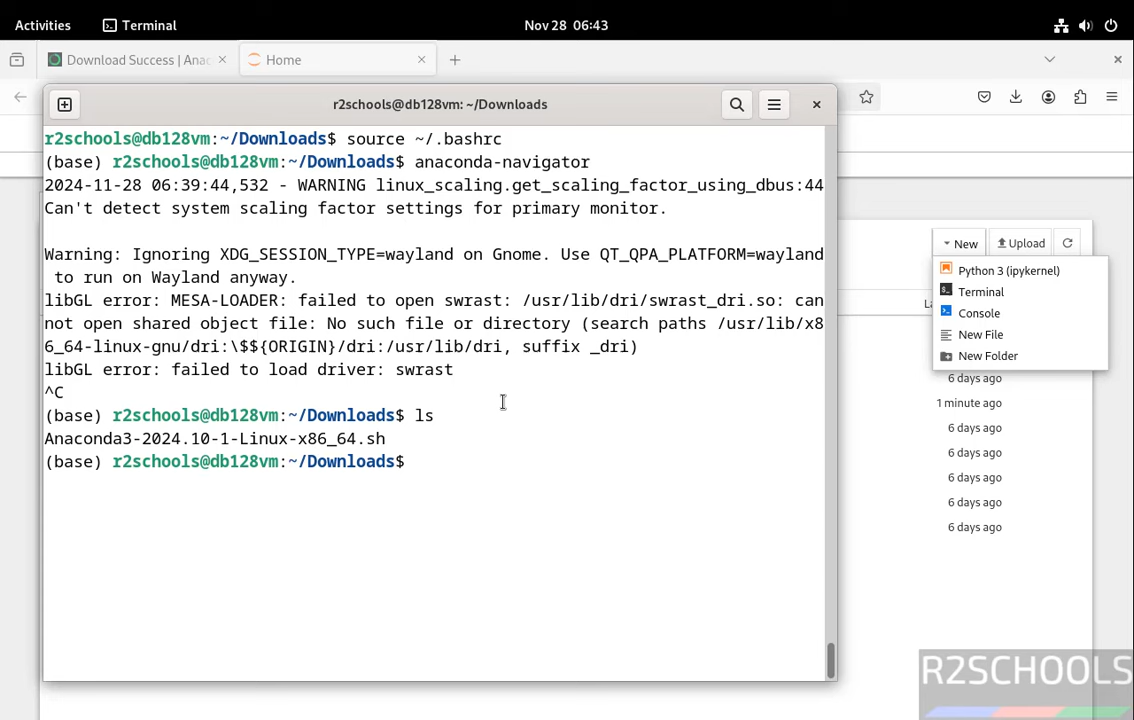 Activities
Terminal
Nov 28 06:43
Download Success | Anac
Home
r2schools@db128vm: ~/Downloads
r2schools@db128vm:~/Downloads$ source ~/.bashrc
(base) r2schools@db128vm:~/Downloads$ anaconda-navigator
2024-11-28 06:39:44,532 - WARNING linux_scaling.get_scaling_factor_using_dbus:44
Can't detect system scaling factor settings for primary monitor.
Warning: Ignoring XDG_SESSION_TYPE=wayland on Gnome. Use QT_QPA_PLATFORM=wayland
to run on Wayland anyway.
libGL error: MESA-LOADER: failed to open swrast: /usr/lib/dri/swrast_dri.so: can
not open shared object file: No such file or directory (search paths /usr/lib/x8
6_64-linux-gnu/dri:\$${ORIGIN}/dri:/usr/lib/dri, suffix _dri)
libGL error: failed to load driver: swrast
^C
(base) r2schools@db128vm:~/Downloads$ ls
Anaconda3-2024.10-1-Linux-x86_64.sh
(base) r2schools@db128vm:~/Downloads$
New
Upload
Python 3 (ipykernel)
Terminal
Console
New File
New Folder
6 days ago
1 minute ago
6 days ago
6 days ago
6 days ago
6 days ago
6 days ago
R2SCHOOLS